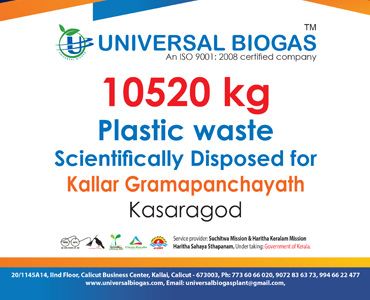 UNIVERSAL BIOGAS TM
An ISO 9001: 2008 certified company
10520 kg
Plastic waste
Scientifically Disposed for
Kallar Gramapanchayath
Kasaragod
Service provider: Suchitwa Mission & Haritha Keralam Mission
Haritha Sahaya Sthapanam, Under taking: Government of Kerala.
20/1145A14, IInd Floor, Calicut Business Center, Kallai, Calicut - 673003, Ph: 773 60 66 020, 9072 83 63 73, 994 66 22 477
www.universalbiogas.com, Email: universalbiogasplant@gmail.com,